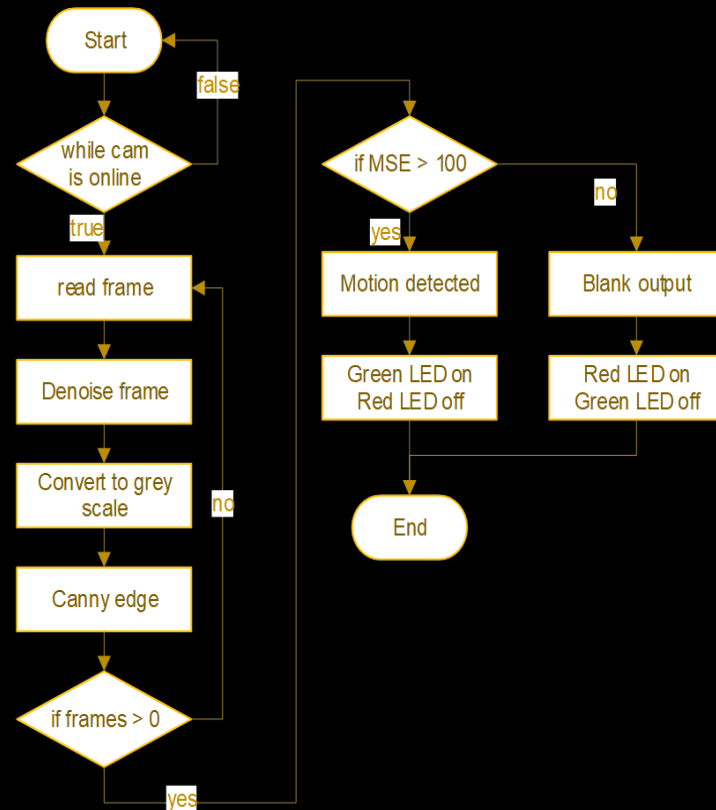 Start
false
while cam
is online
true
read frame
Denoise frame
Convert to grey
scale
no
Canny edge
if frames > 0
yes
if MSE > 100
no
yes
Motion detected
Blank output
Green LED on
Red LED off
Red LED on
Green LED off
End